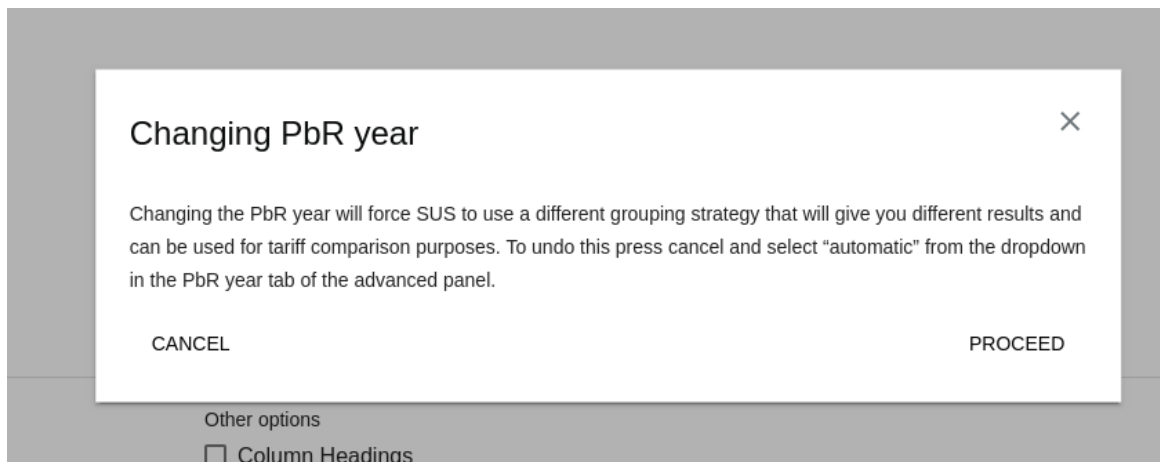 Changing PbR year
Changing the PbR year will force SUS to use a different grouping strategy that will give you different results and
can be used for tariff comparison purposes. To undo this press cancel and select “automatic” from the dropdown
in the PbR year tab of the advanced panel.
CANCEL
PROCEED
Other options
Column Headings